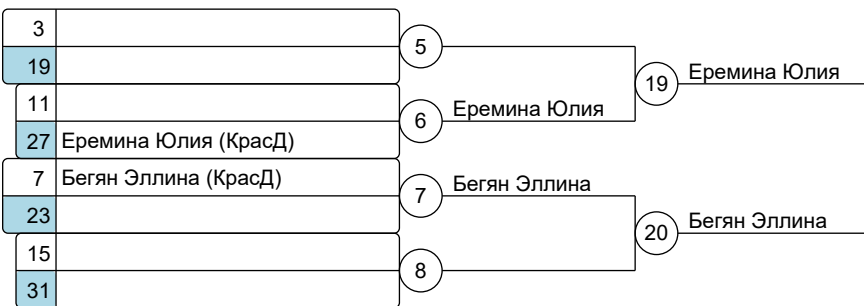 3
5
19
19 Еремина Юлия
11
6 Еремина Юлия
27 Еремина Юлия (КрасД)
7 Бегян Эллина (КрасД)
7 Бегян Эллина
23
20 Бегян Эллина
15
8
31